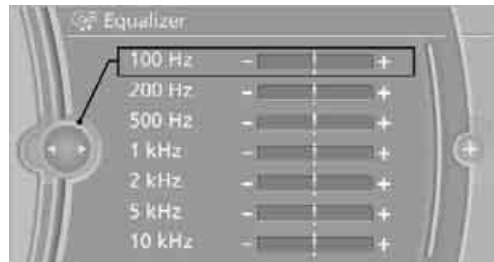 Equalizer
100 Hz - +
200 Hz - +
500 Hz - +
1 kHz - +
2 kHz - +
5 kHz - +
10 kHz - +
+